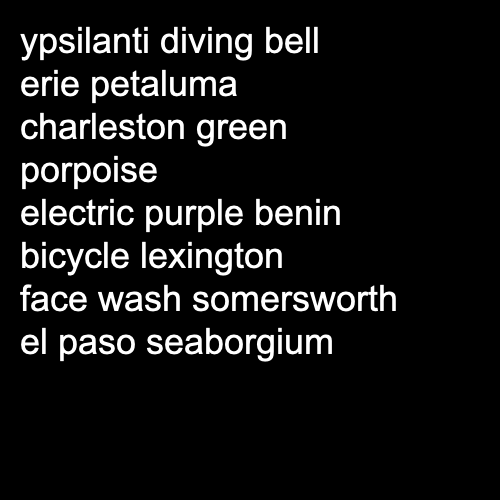 ypsilanti diving bell
erie petaluma
charleston green
porpoise
electric purple benin
bicycle lexington
face wash somersworth
el paso seaborgium